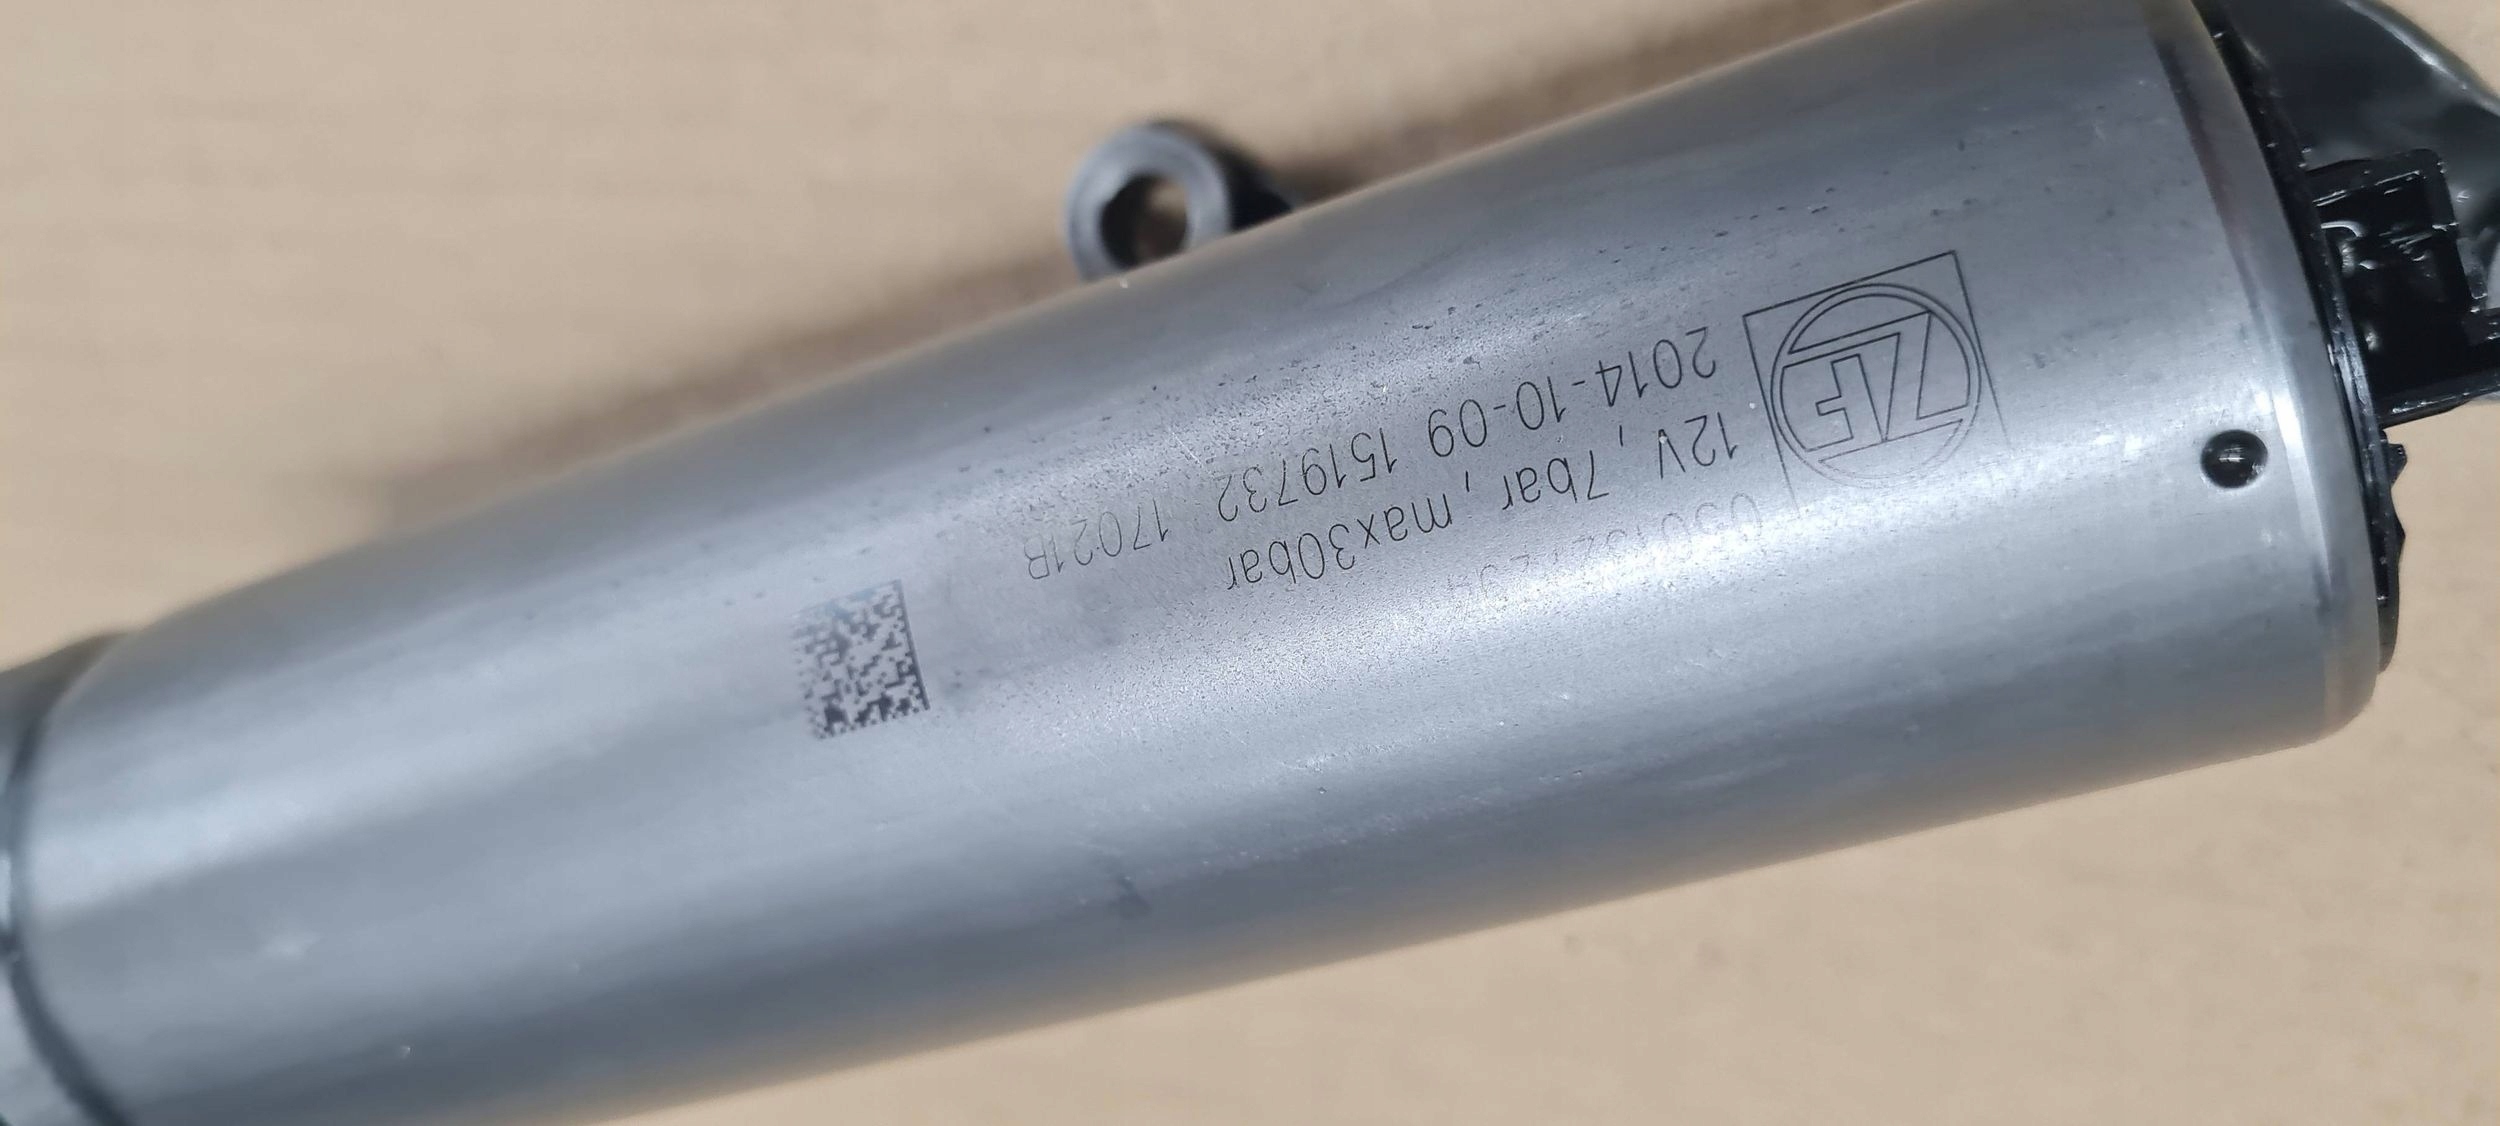 ZF
12V, 7bar, max30bar
2014-10-09 1519732 17021B